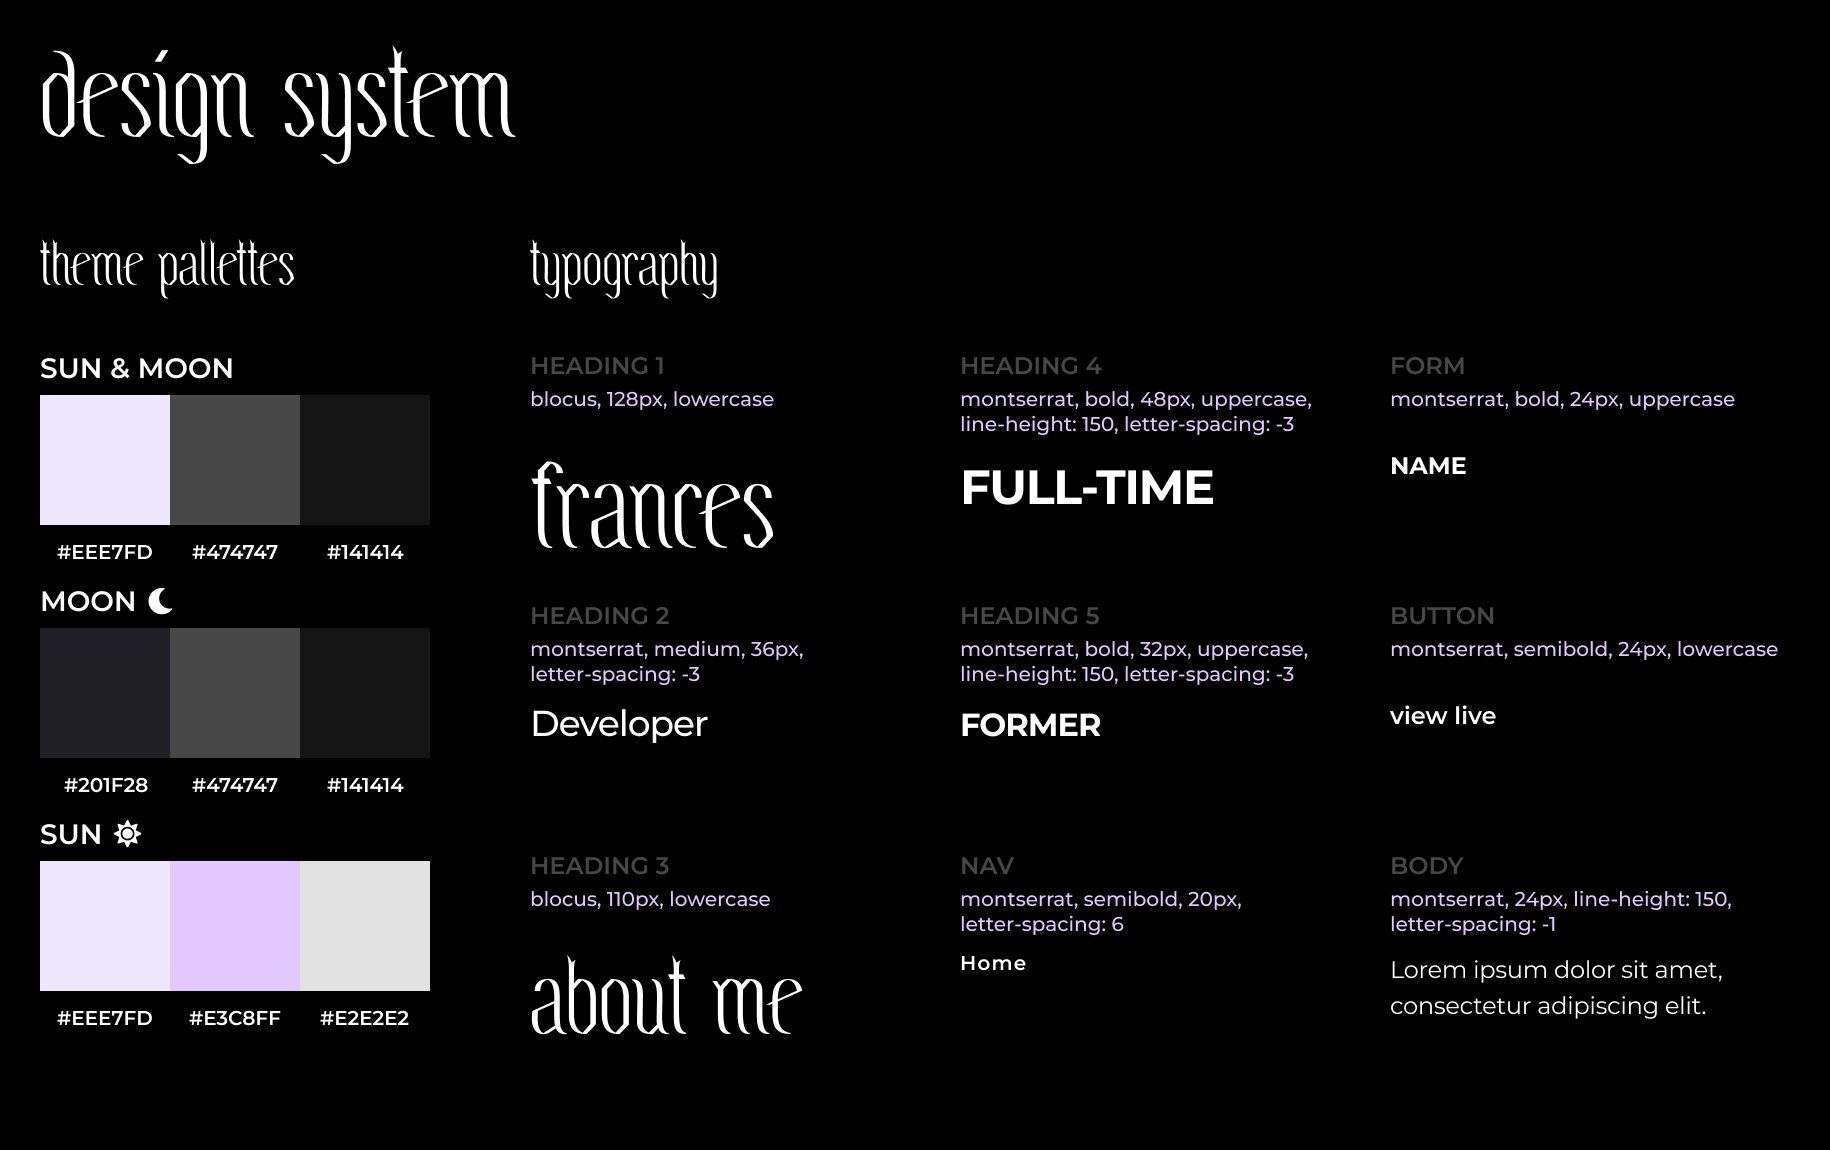 design system
theme pallettes
SUN & MOON
#EEE7FD #474747 #141414
MOON
#201F28 #474747 #141414
SUN
#EEE7FD #E3C8FF #E2E2E2
typography
HEADING 1
blocus, 128px, lowercase
frances
HEADING 2
montserrat, medium, 36px,
letter-spacing: -3
Developer
HEADING 3
blocus, 110px, lowercase
about me
HEADING 4
montserrat, bold, 48px, uppercase,
line-height: 150, letter-spacing: -3
FULL-TIME
HEADING 5
montserrat, bold, 32px, uppercase,
line-height: 150, letter-spacing: -3
FORMER
NAV
montserrat, semibold, 20px,
letter-spacing: 6
Home
FORM
montserrat, bold, 24px, uppercase
NAME
BUTTON
montserrat, semibold, 24px, lowercase
view live
BODY
montserrat, 24px, line-height: 150,
letter-spacing: -1
Lorem ipsum dolor sit amet,
consectetur adipiscing elit.